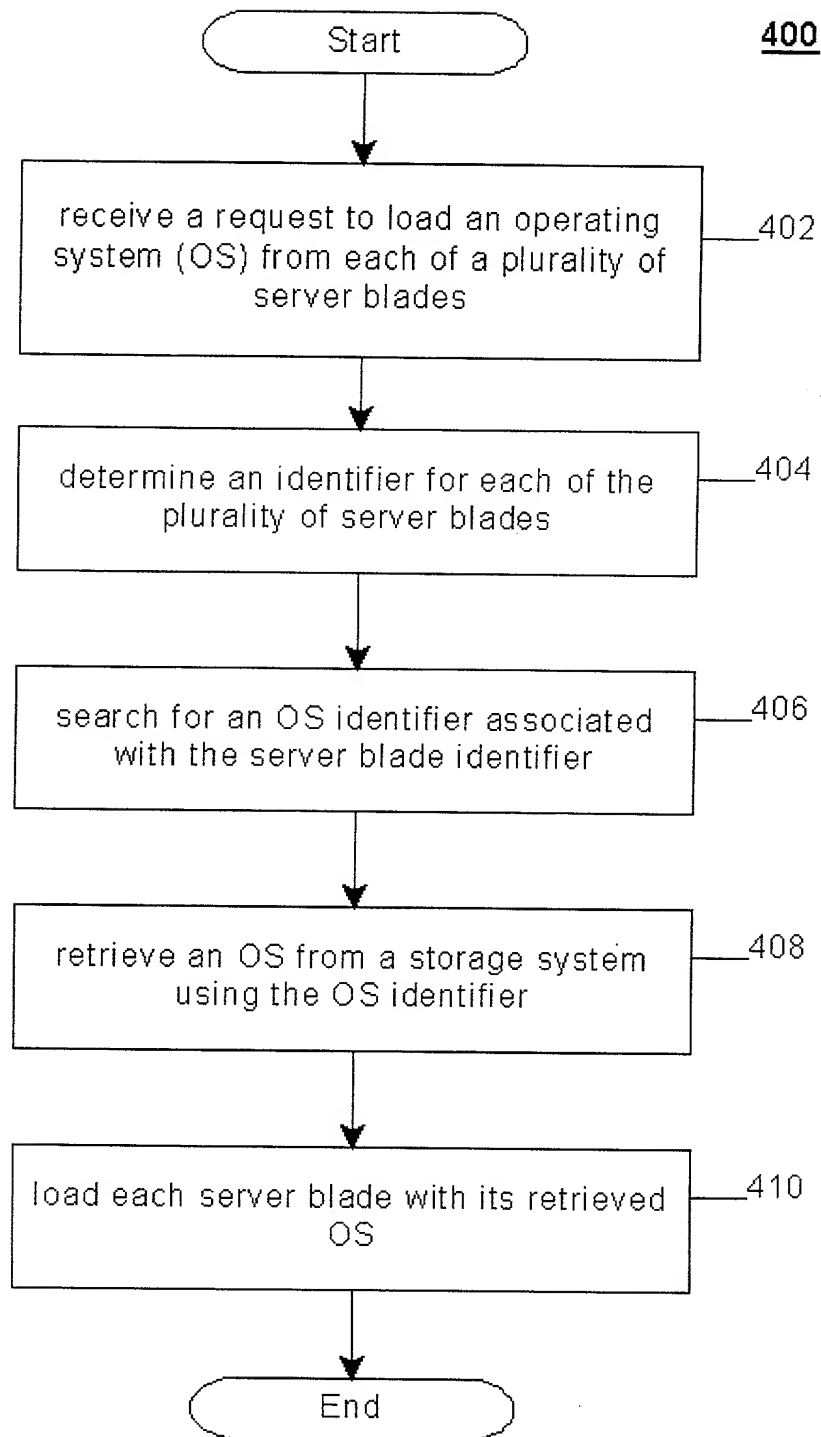 Start
400
receive a request to load an operating
system (OS) from each of a plurality of
server blades
402
determine an identifier for each of the
plurality of server blades
404
search for an OS identifier associated
with the server blade identifier
406
retrieve an OS from a storage system
using the OS identifier
408
load each server blade with its retrieved
OS
410
End